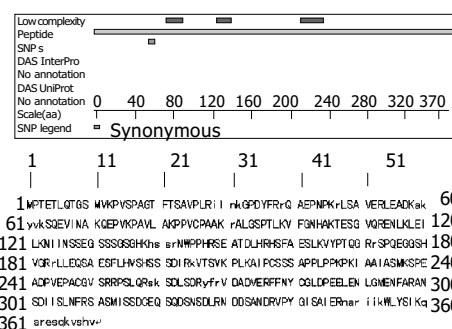 Low complexity
Peptide
SNP s
DAS InterPro
No annotation
DAS UniProt
No annotation 0 40 80 120 160 200 240 280 320 370
Scale(aa)
SNP legend Synonymous
1 11 21 31 41 51
1 MPTETLQTGS MVKPVSPAGT FTSAVPLRiI nkGPDYFRrQ AEPNPKrLSA VERLEADKak 60
61 yvkSQEVINA KQEPVKPAVL AKPPVCPAAK rALGSPTLKV FGNHAKTESG VQRENLKLEI 120
121 LKNIINSSEG SSSGSGHKhs srNWPPHRSE ATDLHRHSFA ESLKVYPTQG RrSPQEGGSH 180
181 VGRrLLEQSA ESFLHVSHSS SDIRkVTSVK PLKAIPCSSS APPLPPKPKI AAIASMKSPE 240
241 ADPVEPACGV SRRPSLQRsk SDLSDRyfrV DADVERFFNY CGLDPEELEN LGMENFARAN 300
301 SDIISLNFRS ASMISSDCEQ SQDSNSDLRN DDSANDRVPY GISAIERnar iikWLYSIKq 360
361 aresqkvshv